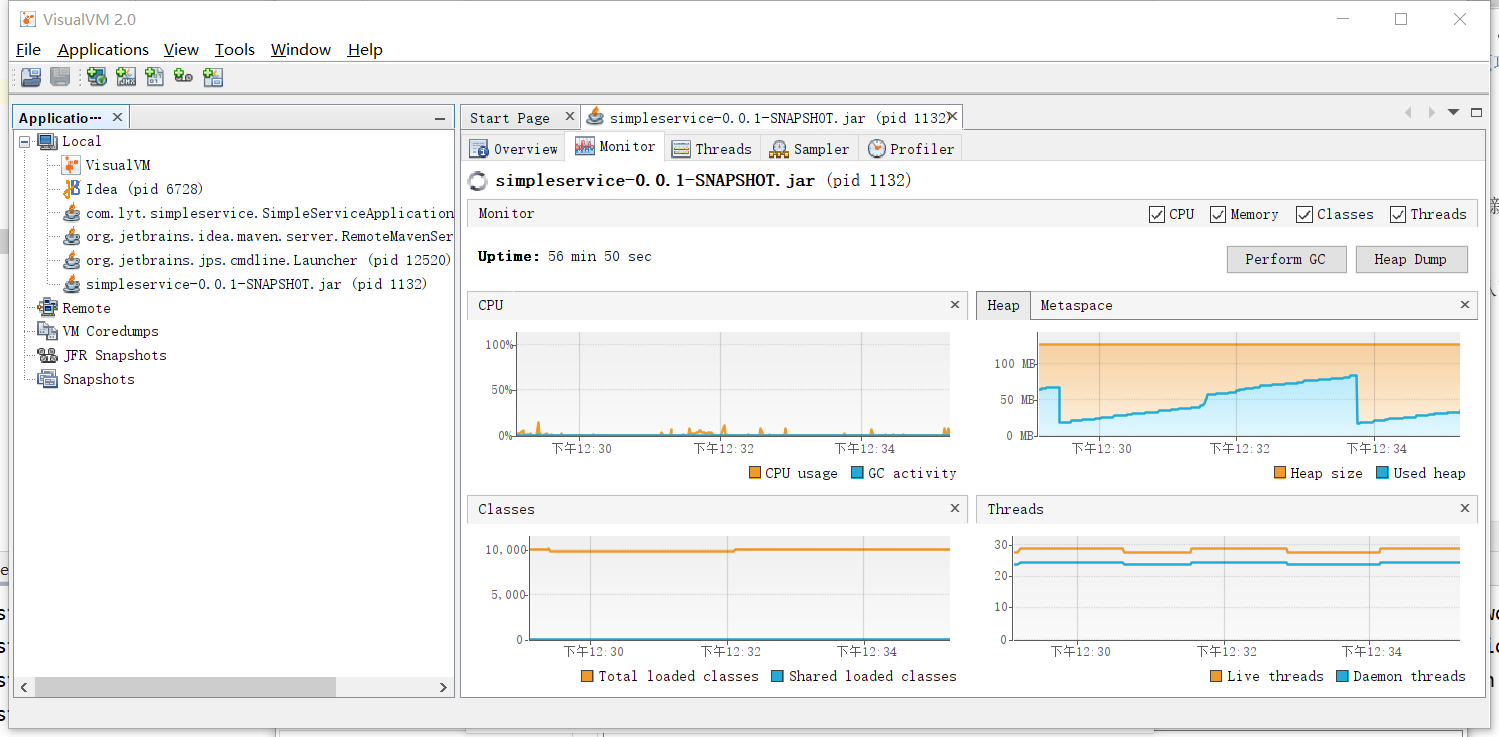 VisualVM 2.0
File Applications View Tools Window Help
Applicatio···
Local
VisualVM
Idea (pid 6728)
com.lyt.simpleservice.SimpleServiceApplication
org.jetbrains.idea.maven.server.RemoteMavenSer
org.jetbrains.jps.cmdline.Launcher (pid 12520)
simpleservice-0.0.1-SNAPSHOT.jar (pid 1132)
Remote
VM Coredumps
JFR Snapshots
Snapshots
Start Page simpleservice-0.0.1-SNAPSHOT.jar (pid 1132)
Overview Monitor Threads Sampler Profiler
simpleservice-0.0.1-SNAPSHOT.jar (pid 1132)
Monitor CPU Memory Classes Threads
Uptime: 56 min 50 sec
Perform GC Heap Dump
CPU
100%
50%
0%
下午12:30 下午12:32 下午12:34
CPU usage GC activity
Heap Metaspace
100 MB
50 MB
0 MB
下午12:30 下午12:32 下午12:34
Heap size Used heap
Classes
10,000
5,000
0
下午12:30 下午12:32 下午12:34
Total loaded classes Shared loaded classes
Threads
30
20
10
0
下午12:30 下午12:32 下午12:34
Live threads Daemon threads